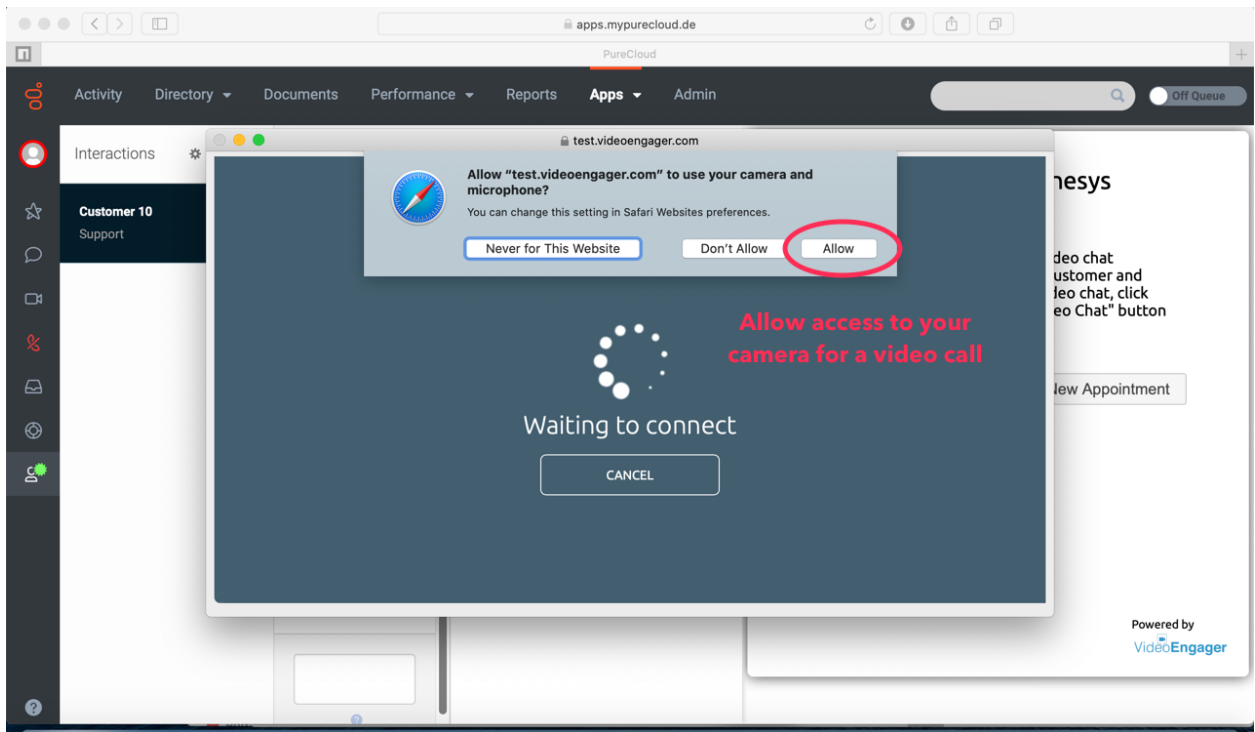 apps.mypurecloud.de
PureCloud
Activity
Directory
Documents
Performance
Reports
Apps
Admin
Off Queue
Interactions
Customer 10
Support
test.videoengager.com
Allow “test.videoengager.com” to use your camera and
microphone?
You can change this setting in Safari Websites preferences.
Never for This Website
Don’t Allow
Allow
Allow access to your
camera for a video call
Waiting to connect
CANCEL
nesys
deo chat
ustomer and
deo chat, click
eo Chat" button
New Appointment
Powered by
VideoEngager